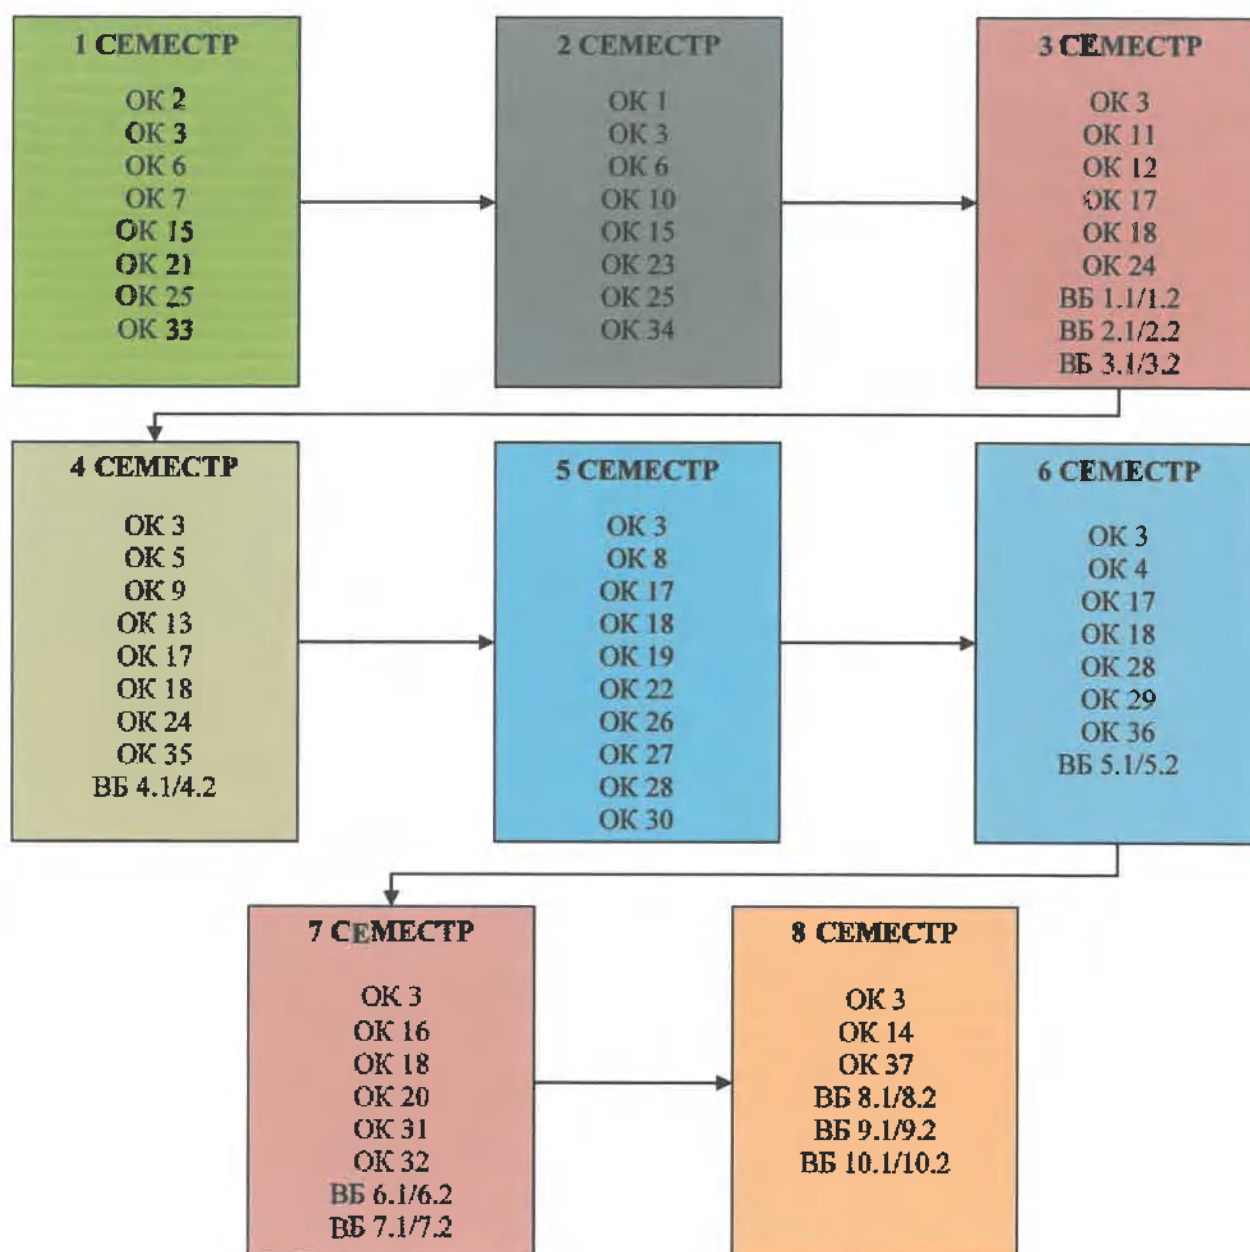 1 СЕМЕСТР
ОК 2
ОК 3
ОК 6
ОК 7
ОК 15
ОК 21
ОК 25
ОК 33
2 СЕМЕСТР
ОК 1
ОК 3
ОК 6
ОК 10
ОК 15
ОК 23
ОК 25
ОК 34
3 СЕМЕСТР
ОК 3
ОК 11
ОК 12
ОК 17
ОК 18
ОК 24
ВБ 1.1/1.2
ВБ 2.1/2.2
ВБ 3.1/3.2
4 СЕМЕСТР
ОК 3
ОК 5
ОК 9
ОК 13
ОК 17
ОК 18
ОК 24
ОК 35
ВБ 4.1/4.2
5 СЕМЕСТР
ОК 3
ОК 8
ОК 17
ОК 18
ОК 19
ОК 22
ОК 26
ОК 27
ОК 28
ОК 30
6 СЕМЕСТР
ОК 3
ОК 4
ОК 17
ОК 18
ОК 28
ОК 29
ОК 36
ВБ 5.1/5.2
7 СЕМЕСТР
ОК 3
ОК 16
ОК 18
ОК 20
ОК 31
ОК 32
ВБ 6.1/6.2
ВБ 7.1/7.2
8 СЕМЕСТР
ОК 3
ОК 14
ОК 37
ВБ 8.1/8.2
ВБ 9.1/9.2
ВБ 10.1/10.2